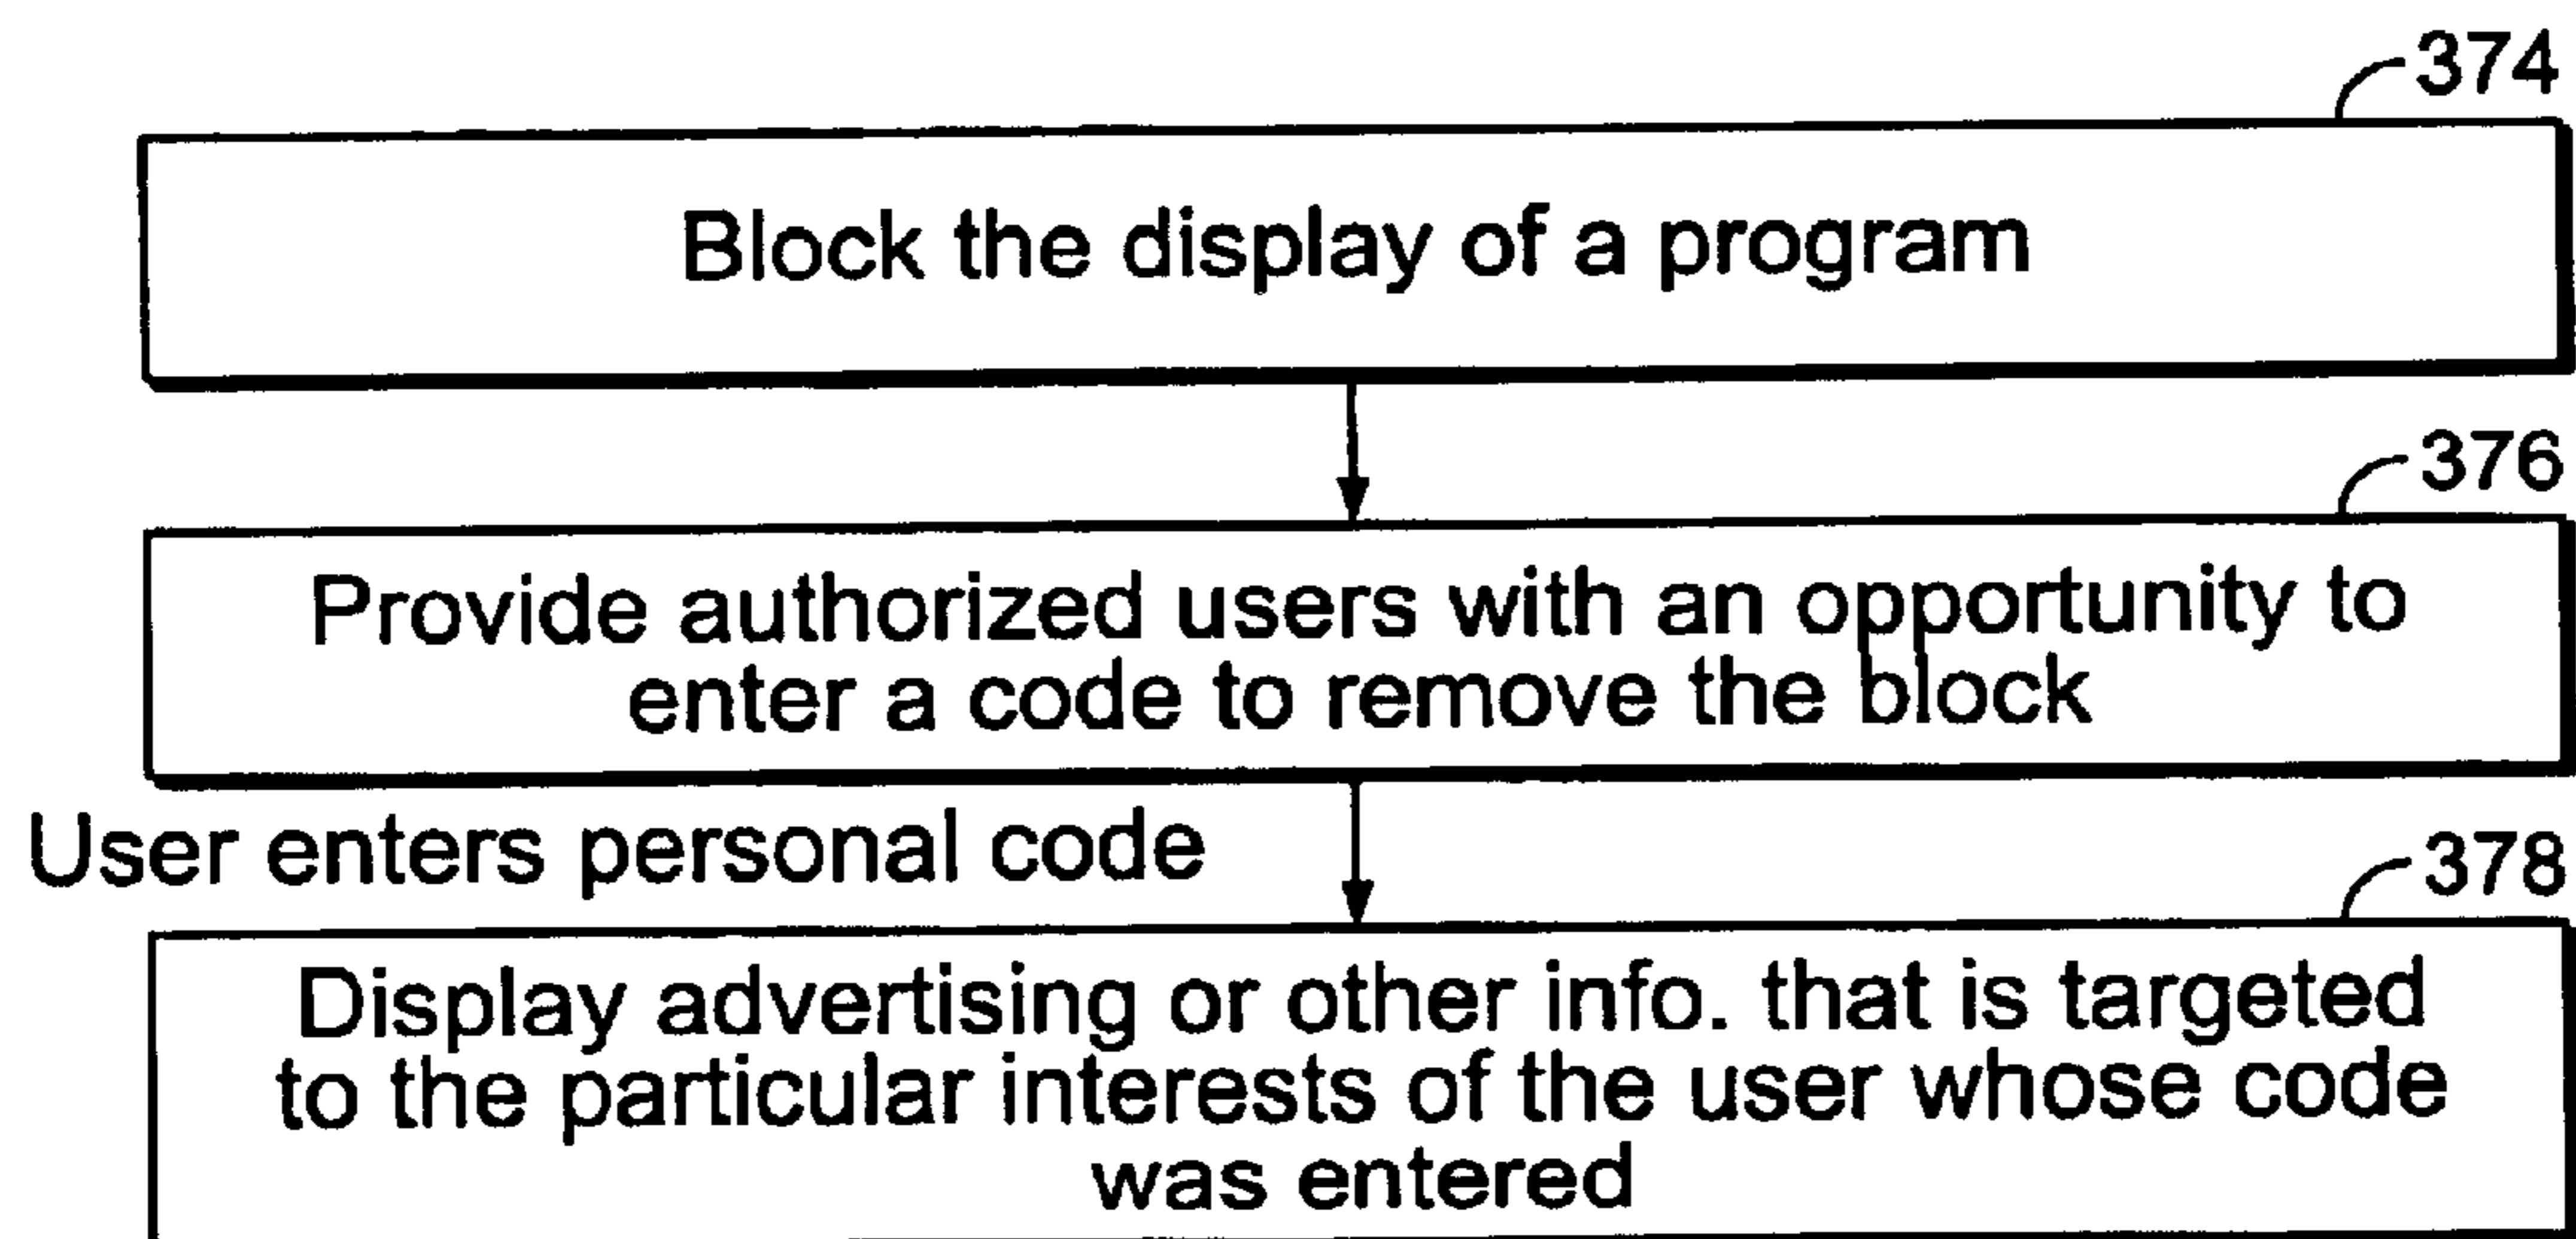 374
Block the display of a program
376
Provide authorized users with an opportunity to
enter a code to remove the block
User enters personal code
378
Display advertising or other info. that is targeted
to the particular interests of the user whose code
was entered